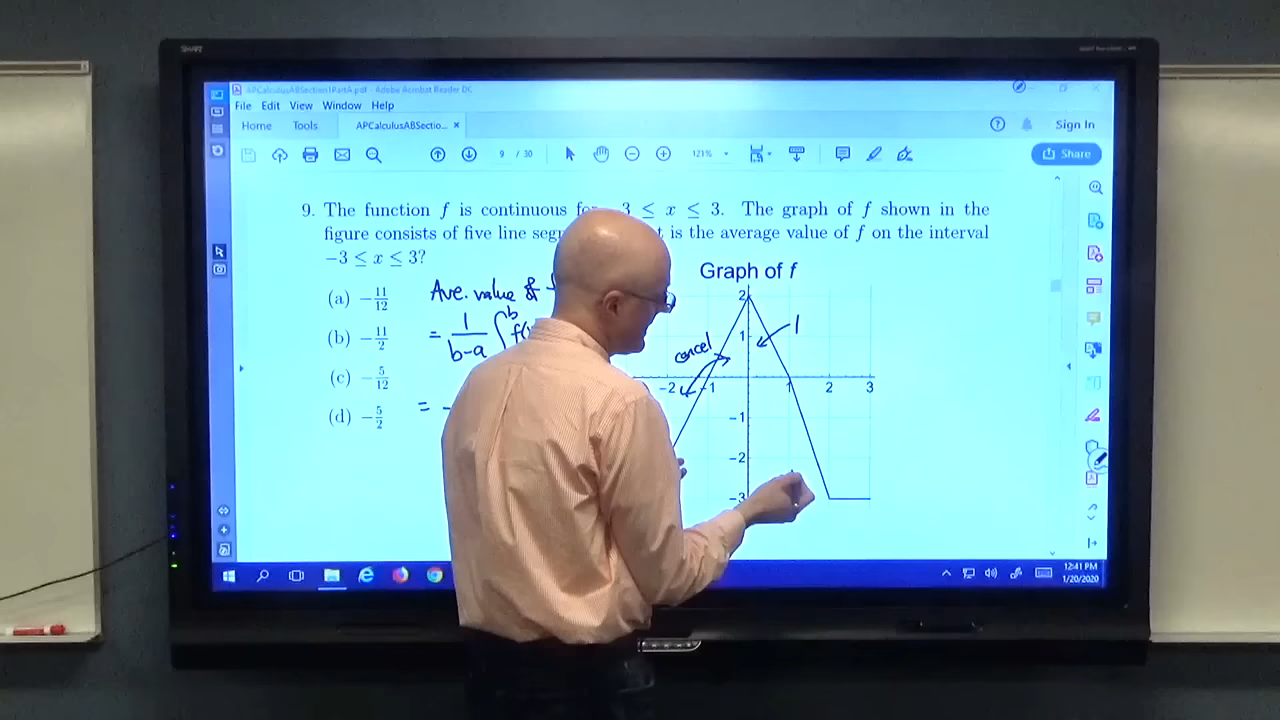 SMART
APCalculusABSection1PartA.pdf - Adobe Acrobat Reader DC
File Edit View Window Help
Home Tools APCalculusABSectio... × Sign In
9 / 30 121% Share
9. The function f is continuous for −3 ≤ x ≤ 3. The graph of f shown in the
figure consists of five line seg is the average value of f on the interval
−3 ≤ x ≤ 3?
Graph of f
(a) −11/12
Ave. value of f
(b) −11/2
= 1/(b-a) ∫ b f(
(c) −5/12
(d) −5/2
= -
cancel
1
2
1
-2 -1 1 2 3
-1
-2
-3
12:41 PM
1/20/2020